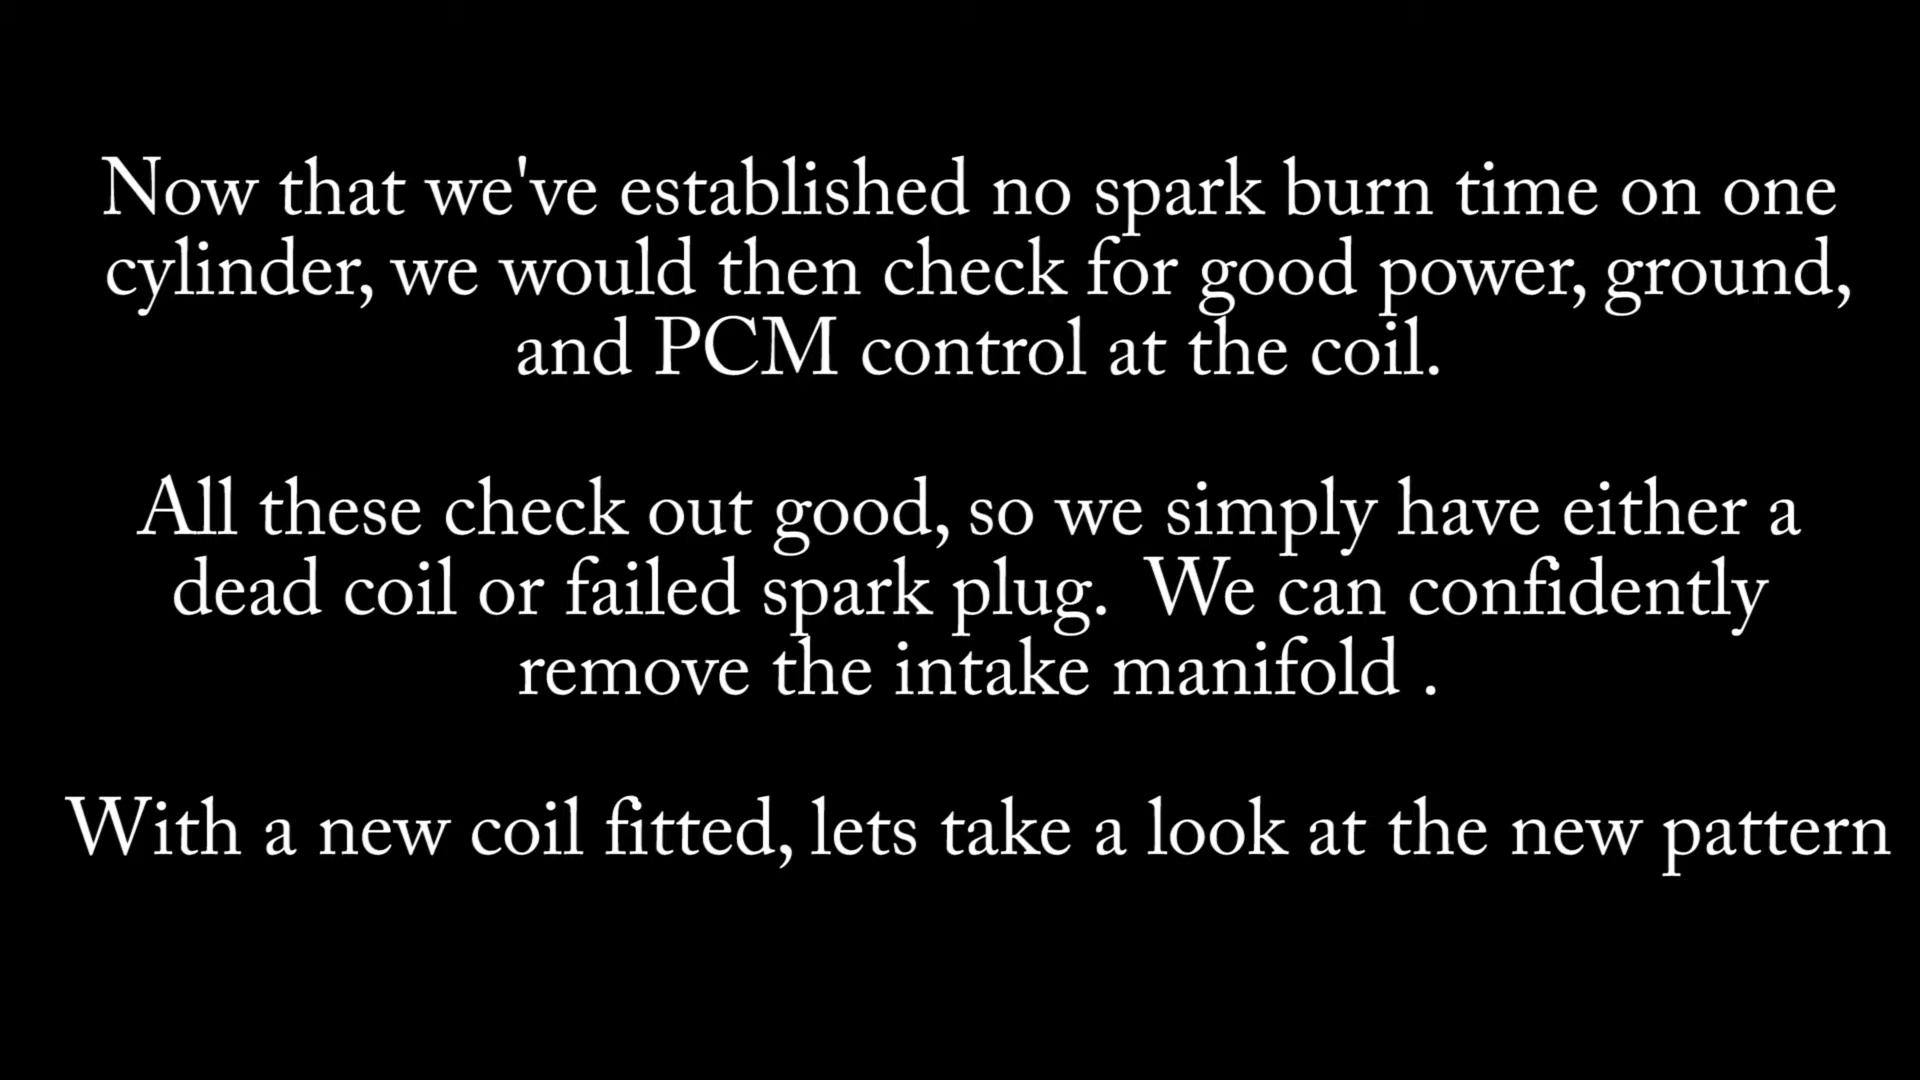 Now that we've established no spark burn time on one
cylinder, we would then check for good power, ground,
and PCM control at the coil.
All these check out good, so we simply have either a
dead coil or failed spark plug.  We can confidently
remove the intake manifold .
With a new coil fitted, lets take a look at the new pattern